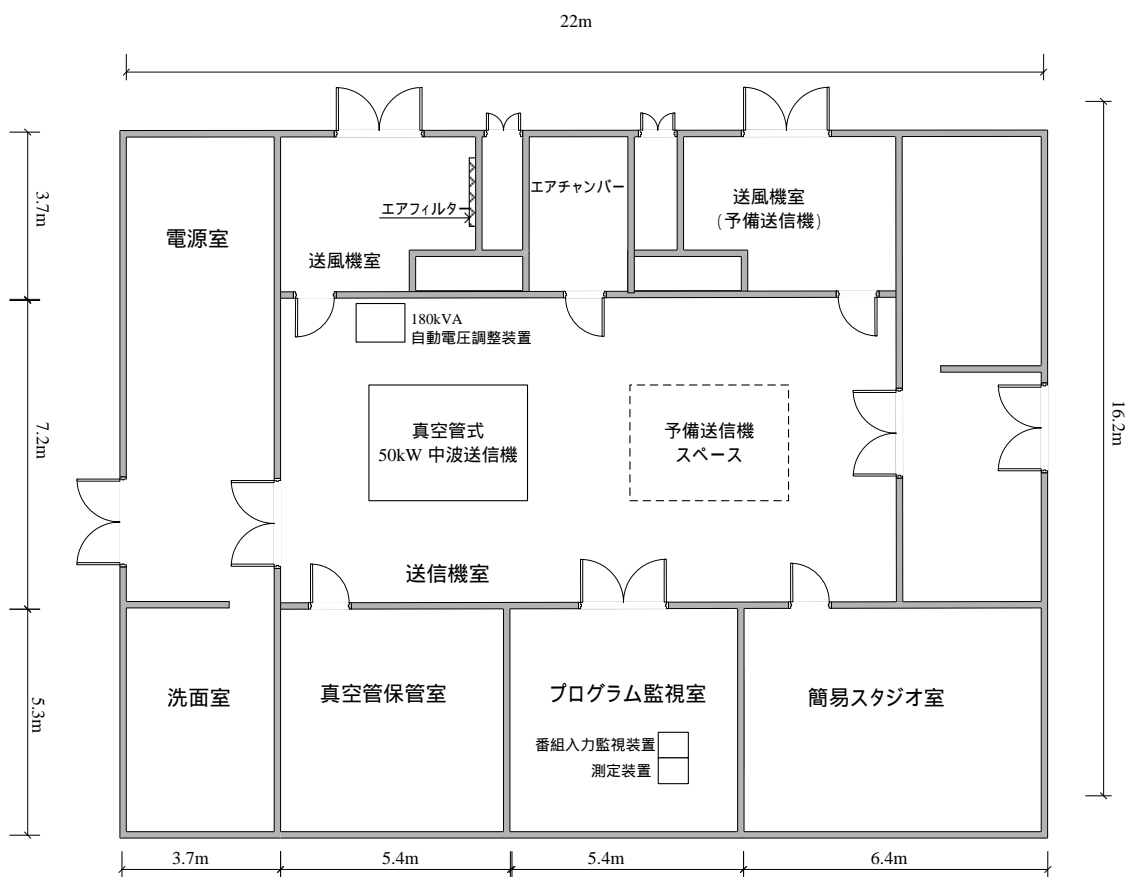 22m
3.7m
7.2m
5.3m
16.2m
電源室
エアフィルター
送風機室
エアチャンバー
送風機室
(予備送信機)
180kVA
自動電圧調整装置
真空管式
50kW 中波送信機
予備送信機
スペース
送信機室
洗面室
真空管保管室
プログラム監視室
番組入力監視装置
測定装置
簡易スタジオ室
3.7m
5.4m
5.4m
6.4m